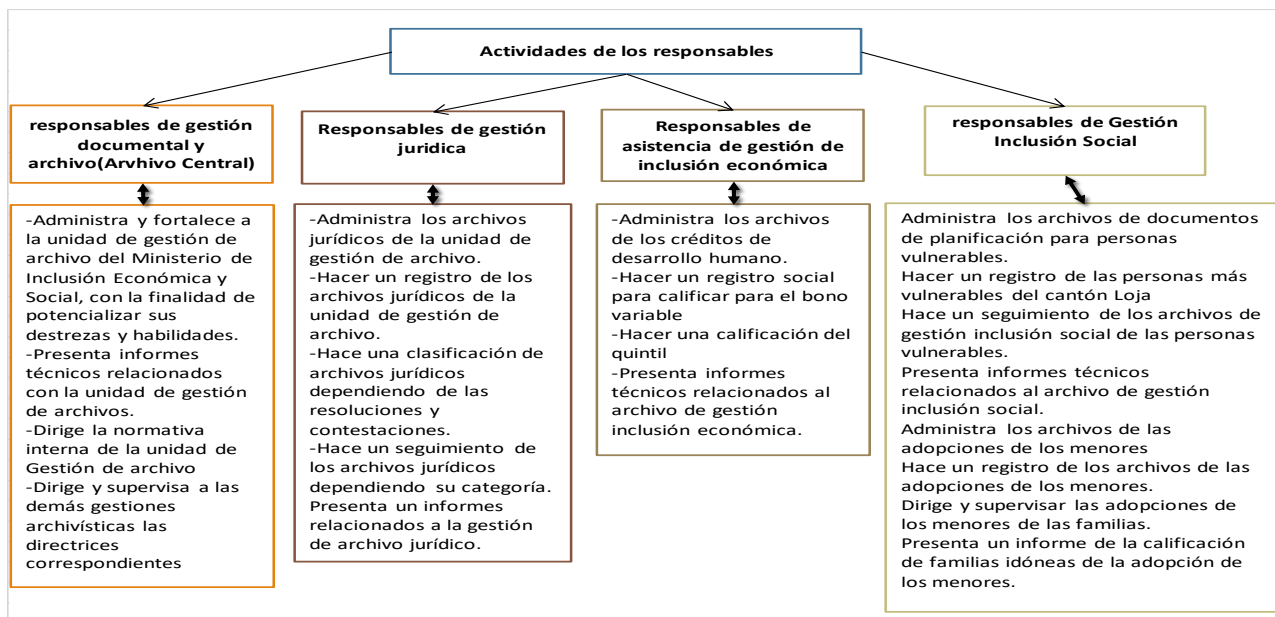 Actividades de los responsables
responsables de gestión
documental y
archivo(Arvhivo Central)
-Administra y fortalece a
la unidad de gestión de
archivo del Ministerio de
Inclusión Económica y
Social, con la finalidad de
potencializar sus
destrezas y habilidades.
-Presenta informes
técnicos relacionados
con la unidad de gestión
de archivos.
-Dirige la normativa
interna de la unidad de
Gestión de archivo
-Dirige y supervisa a las
demás gestiones
archivísticas las
directrices
correspondientes
Responsables de gestión
juridica
-Administra los archivos
jurídicos de la unidad de
gestión de archivo.
-Hacer un registro de los
archivos jurídicos de la
unidad de gestión de
archivo.
-Hace una clasificación de
archivos jurídicos
dependiendo de las
resoluciones y
contestaciones.
-Hace un seguimiento de
los archivos jurídicos
dependiendo su categoría.
Presenta un informes
relacionados a la gestión
de archivo jurídico.
Responsables de
asistencia de gestión de
inclusión económica
-Administra los archivos
de los créditos de
desarrollo humano.
-Hacer un registro social
para calificar para el bono
variable
-Hacer una calificación del
quintil
-Presenta informes
técnicos relacionados al
archivo de gestión
inclusión económica.
responsables de Gestión
Inclusión Social
Administra los archivos de documentos
de planificación para personas
vulnerables.
Hacer un registro de las personas más
vulnerables del cantón Loja
Hace un seguimiento de los archivos de
gestión inclusión social de las personas
vulnerables.
Presenta informes técnicos
relacionados al archivo de gestión
inclusión social.
Administra los archivos de las
adopciones de los menores
Hace un registro de los archivos de las
adopciones de los menores.
Dirige y supervisar las adopciones de
los menores de las familias.
Presenta un informe de la calificación
de familias idóneas de la adopción de
los menores.